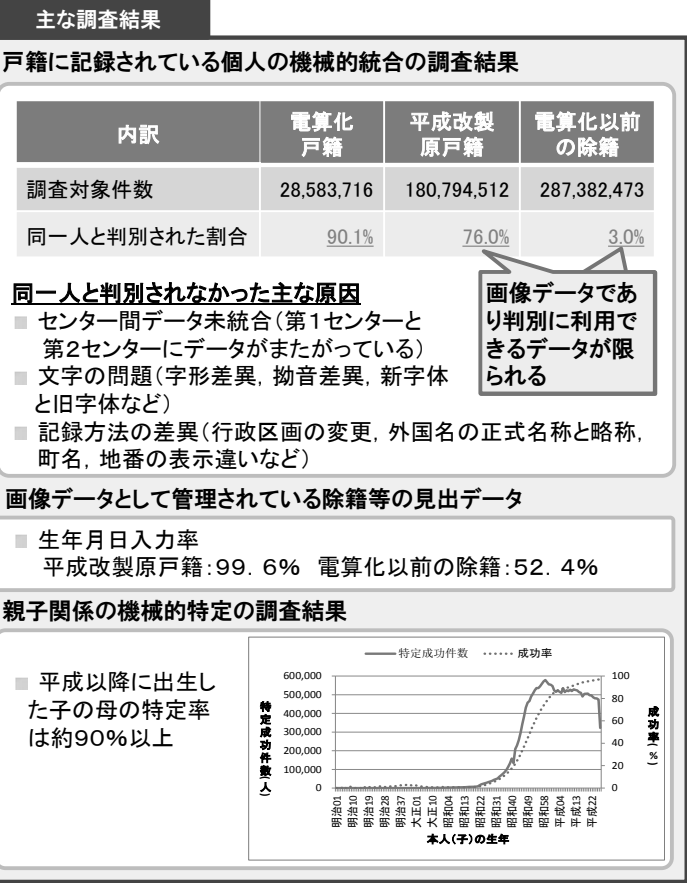 主な調査結果
戸籍に記録されている個人の機械的統合の調査結果
内訳 電算化戸籍 平成改製原戸籍 電算化以前の除籍
調査対象件数 28,583,716 180,794,512 287,382,473
同一人と判別された割合 90.1% 76.0% 3.0%
同一人と判別されなかった主な原因
センター間データ未統合(第1センターと
第2センターにデータがまたがっている)
文字の問題(字形差異, 拗音差異, 新字体
と旧字体など)
記録方法の差異(行政区画の変更, 外国名の正式名称と略称,
町名, 地番の表示違いなど)
画像データであ
り判別に利用で
きるデータが限
られる
画像データとして管理されている除籍等の見出データ
生年月日入力率
平成改製原戸籍:99.6% 電算化以前の除籍:52.4%
親子関係の機械的特定の調査結果
平成以降に出生し
た子の母の特定率
は約90%以上
特定成功件数 成功率
特定成功件数(人)
600,000
500,000
400,000
300,000
200,000
100,000
0
100
80
60
40
20
0
成功率(%)
明治01 明治10 明治19 明治28 明治37 大正01 大正10 昭和04 昭和13 昭和22 昭和31 昭和40 昭和49 昭和58 平成04 平成13 平成22
本人(子)の生年